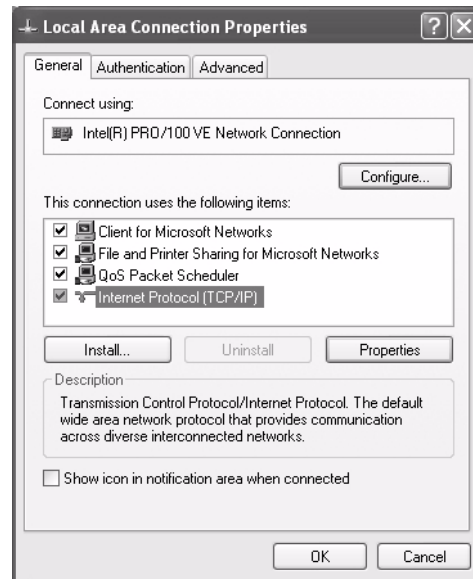 Local Area Connection Properties
General Authentication Advanced
Connect using:
Intel(R) PRO/100 VE Network Connection
Configure...
This connection uses the following items:
Client for Microsoft Networks
File and Printer Sharing for Microsoft Networks
QoS Packet Scheduler
Internet Protocol (TCP/IP)
Install... Uninstall Properties
Description
Transmission Control Protocol/Internet Protocol. The default
wide area network protocol that provides communication
across diverse interconnected networks.
Show icon in notification area when connected
OK Cancel